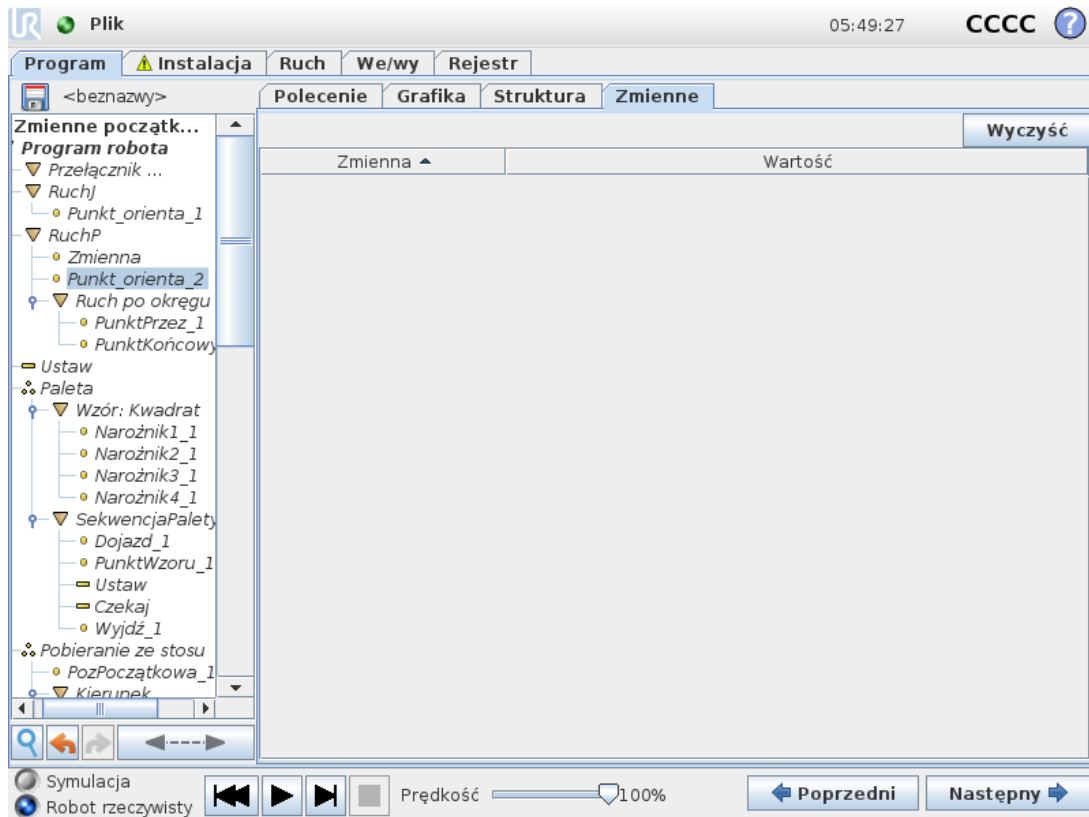 Plik 05:49:27 CCCC ?
Program Instalacja Ruch We/wy Rejestr
<beznazwy> Polecenie Grafika Struktura Zmienne
Zmienne początk...
Program robota
Przełącznik ...
RuchJ
Punkt_orienta_1
RuchP
Zmienna
Punkt_orienta_2
Ruch po okręgu
PunktPrzez_1
PunktKońcowy
Ustaw
Paleta
Wzór: Kwadrat
Narożnik1_1
Narożnik2_1
Narożnik3_1
Narożnik4_1
SekwencjaPalety
Dojazd_1
PunktWzoru_1
Ustaw
Czekaj
Wyjdź_1
Pobieranie ze stosu
PozPoczątkowa_1
Kierunek
Wyczyść
Zmienna Wartość
Symulacja
Robot rzeczywisty
Prędkość 100%
Poprzedni Następny